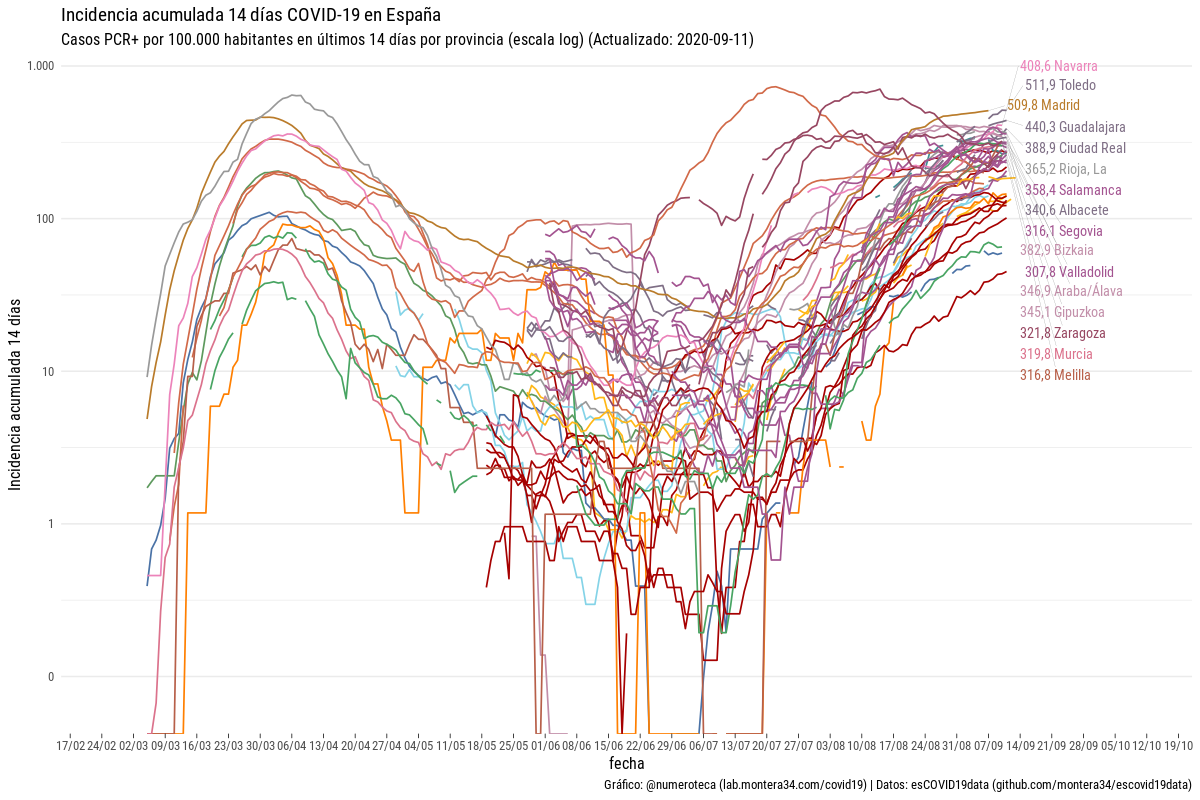 Incidencia acumulada 14 días COVID-19 en España
Casos PCR+ por 100.000 habitantes en últimos 14 días por provincia (escala log) (Actualizado: 2020-09-11)
Incidencia acumulada 14 días
1.000
100
10
1
0
408,6 Navarra
511,9 Toledo
509,8 Madrid
440,3 Guadalajara
388,9 Ciudad Real
365,2 Rioja, La
358,4 Salamanca
340,6 Albacete
316,1 Segovia
382,9 Bizkaia
307,8 Valladolid
346,9 Araba/Álava
345,1 Gipuzkoa
321,8 Zaragoza
319,8 Murcia
316,8 Melilla
17/02 24/02 02/03 09/03 16/03 23/03 30/03 06/04 13/04 20/04 27/04 04/05 11/05 18/05 25/05 01/06 08/06 15/06 22/06 29/06 06/07 13/07 20/07 27/07 03/08 10/08 17/08 24/08 31/08 07/09 14/09 21/09 28/09 05/10 12/10 19/10
fecha
Gráfico: @numeroteca (lab.montera34.com/covid19) | Datos: esCOVID19data (github.com/montera34/escovid19data)